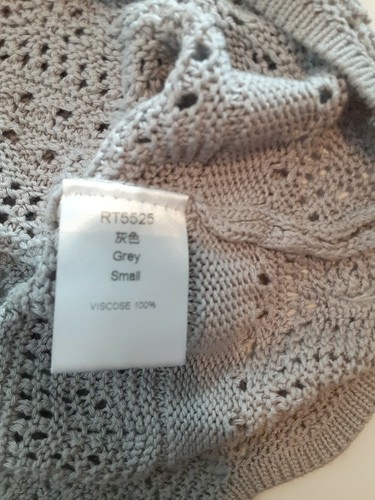 RT5525
灰色
Grey
Small
VISCOSE 100%